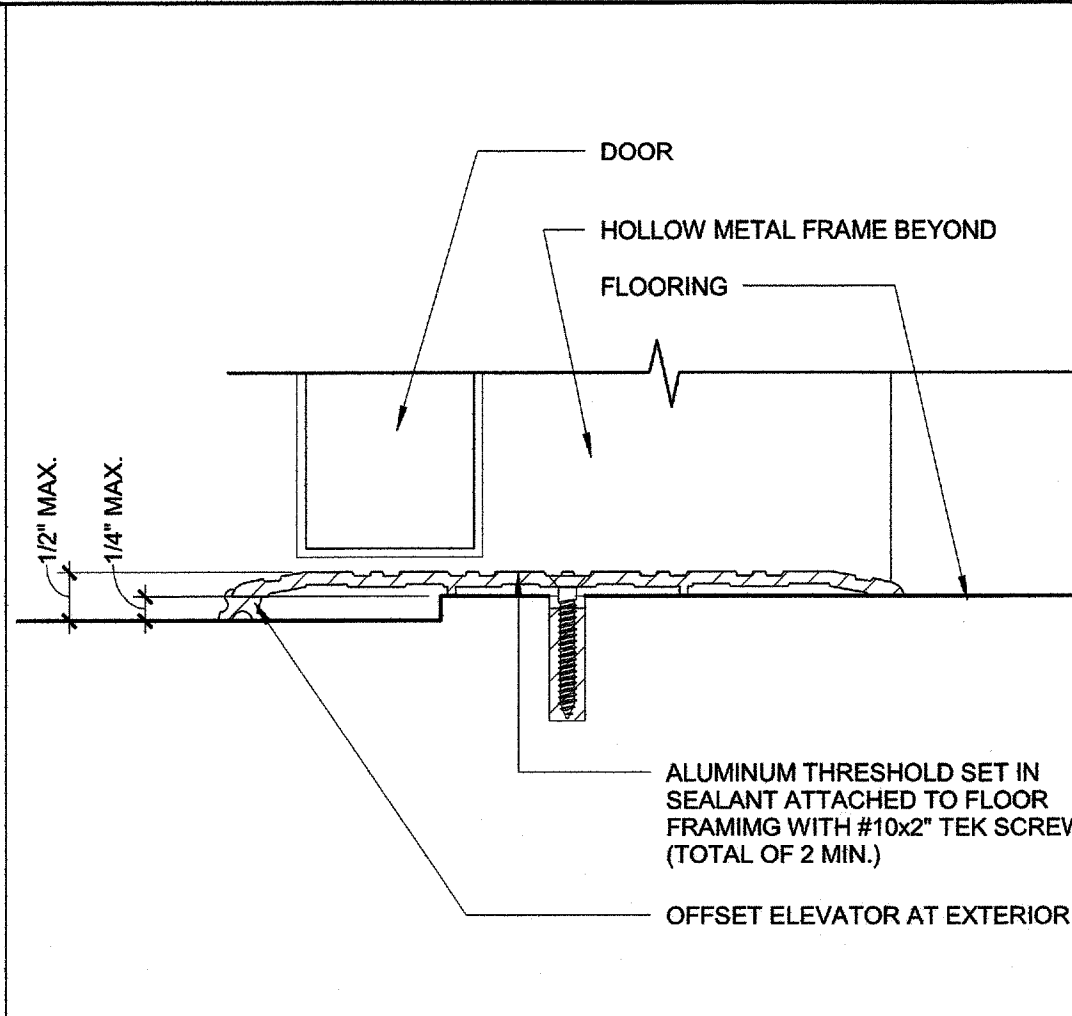 DOOR
HOLLOW METAL FRAME BEYOND
FLOORING
1/2" MAX.
1/4" MAX.
ALUMINUM THRESHOLD SET IN
SEALANT ATTACHED TO FLOOR
FRAMIMG WITH #10x2" TEK SCREW
(TOTAL OF 2 MIN.)
OFFSET ELEVATOR AT EXTERIOR